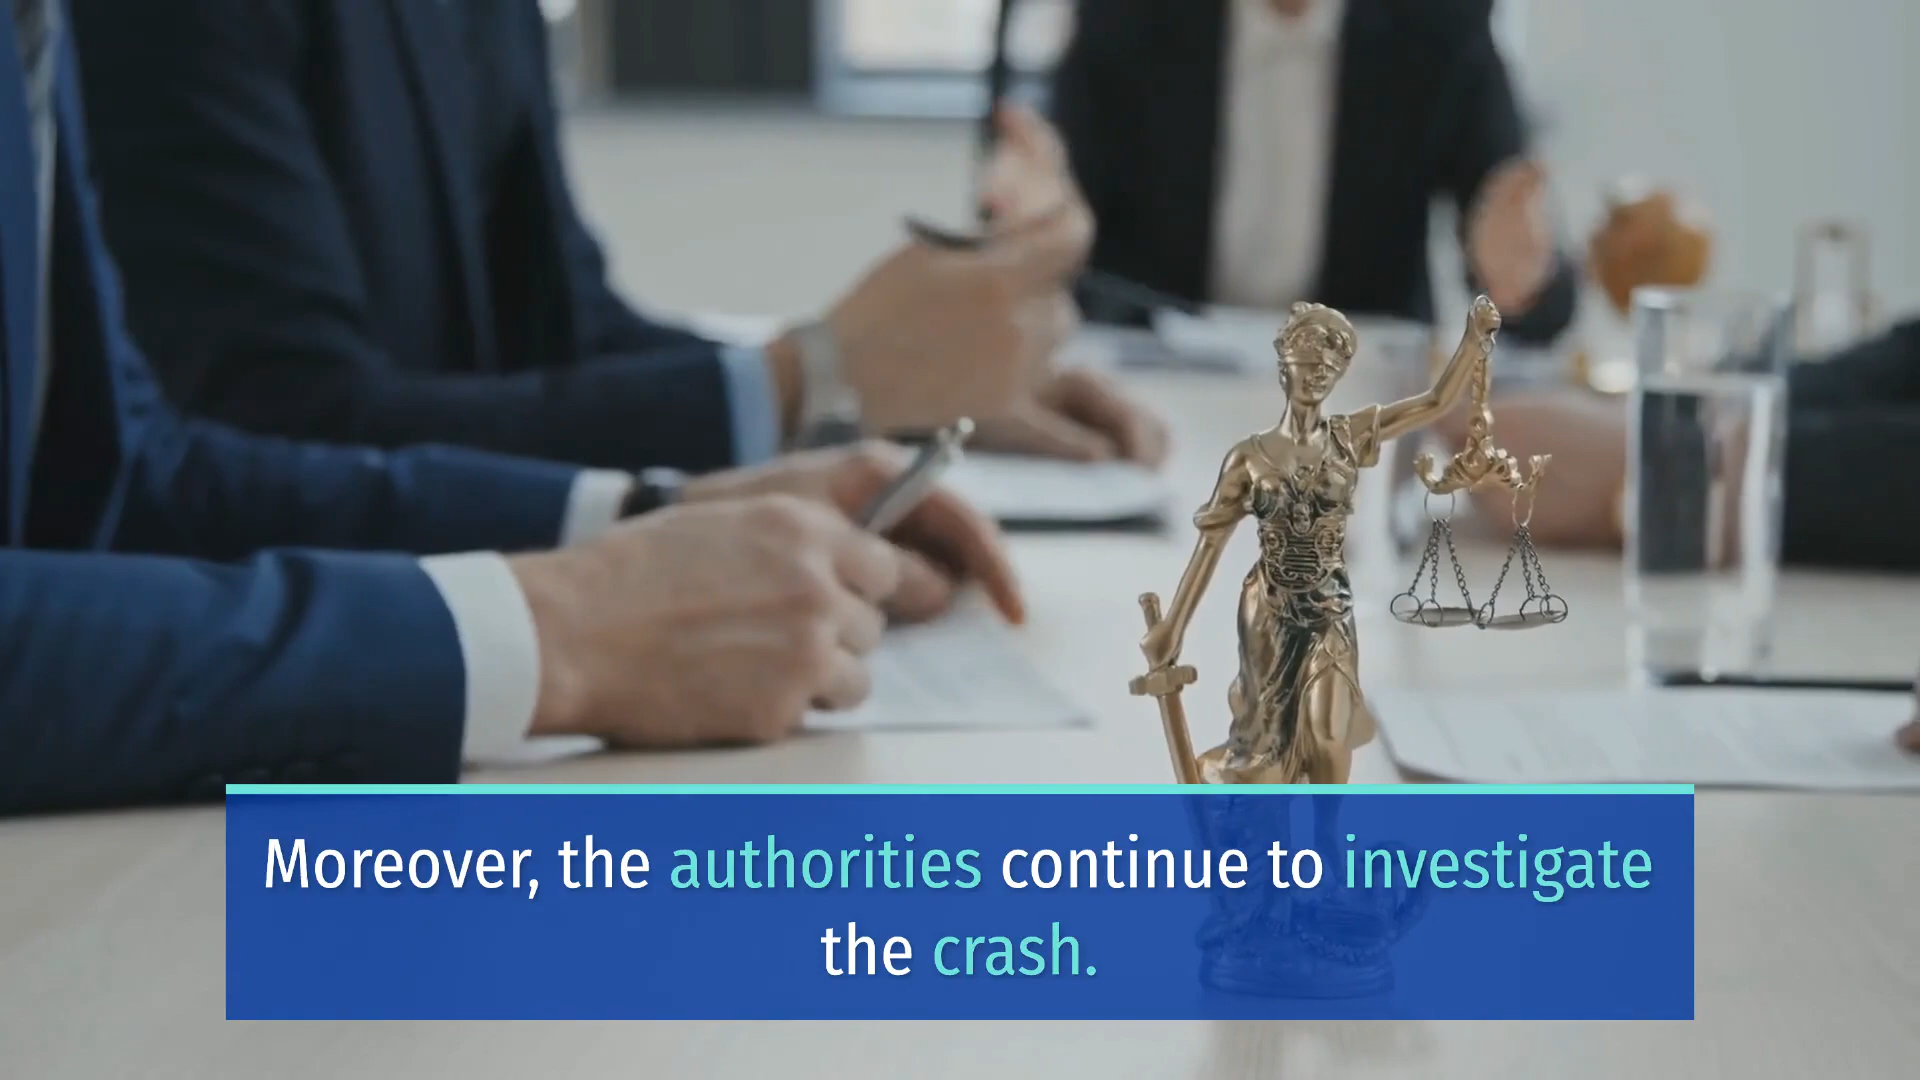 Moreover, the authorities continue to investigate
the crash.